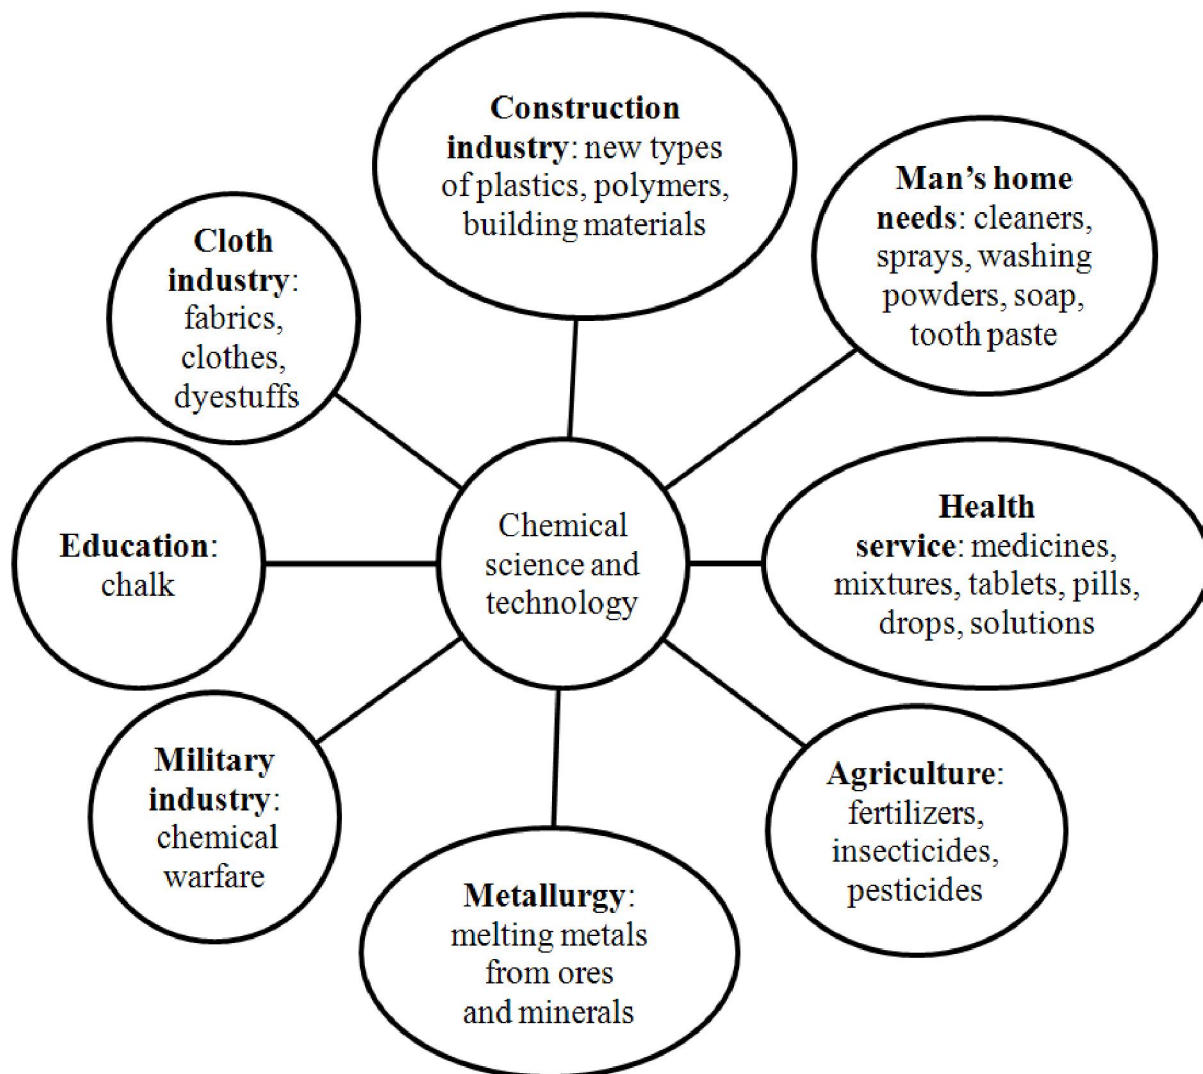 Construction
industry: new types
of plastics, polymers,
building materials
Man’s home
needs: cleaners,
sprays, washing
powders, soap,
tooth paste
Cloth
industry:
fabrics,
clothes,
dyestuffs
Chemical
science and
technology
Education:
chalk
Health
service: medicines,
mixtures, tablets, pills,
drops, solutions
Military
industry:
chemical
warfare
Agriculture:
fertilizers,
insecticides,
pesticides
Metallurgy:
melting metals
from ores
and minerals